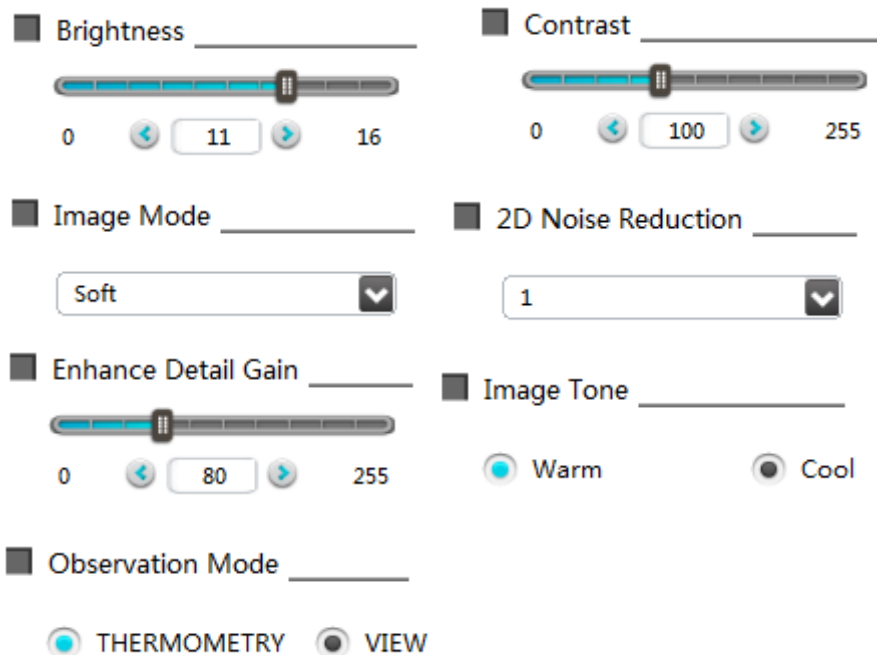 Brightness
0 11 16
Contrast
0 100 255
Image Mode
Soft
2D Noise Reduction
1
Enhance Detail Gain
0 80 255
Image Tone
Warm Cool
Observation Mode
THERMOMETRY VIEW